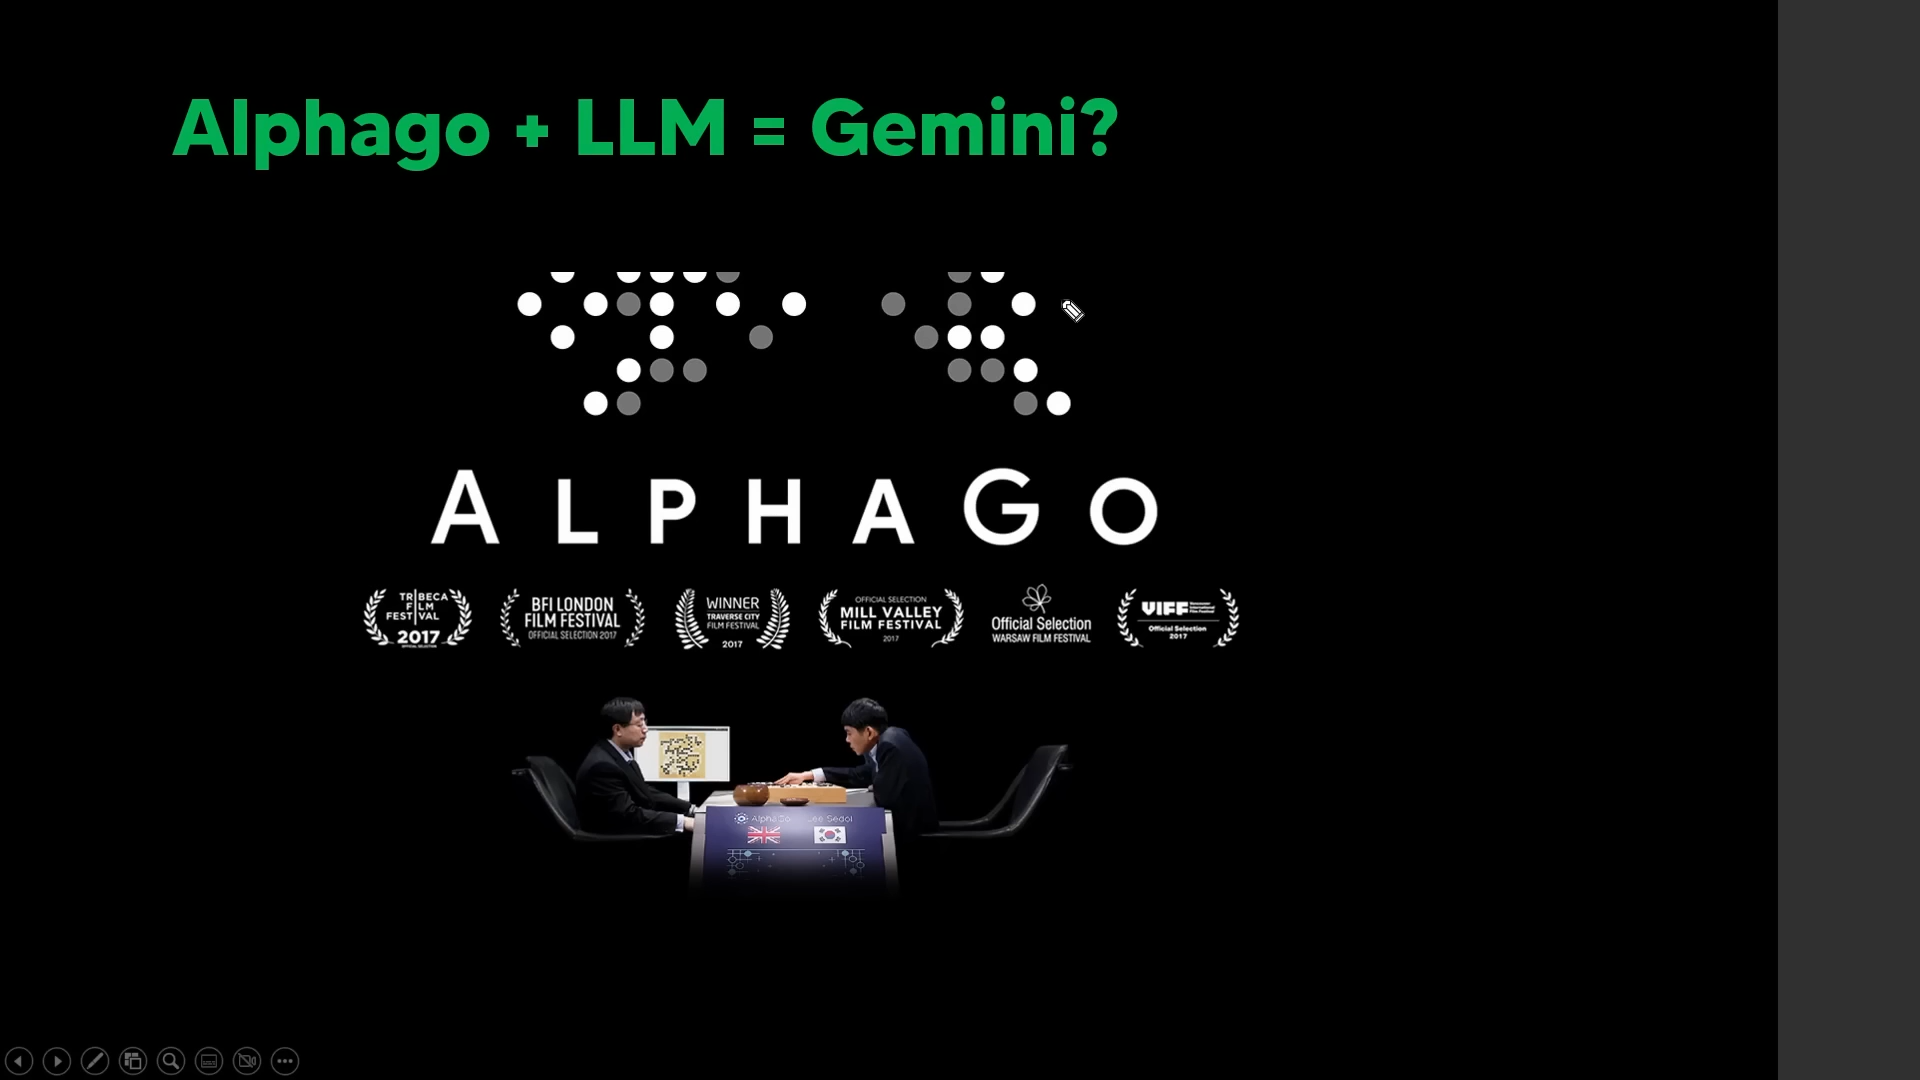 Alphago + LLM = Gemini?
ALPHAGO
TRIBECA
FILM
FESTIVAL
2017
OFFICIAL SELECTION
BFI LONDON
FILM FESTIVAL
OFFICIAL SELECTION 2017
WINNER
TRAVERSE CITY
FILM FESTIVAL
2017
OFFICIAL SELECTION
MILL VALLEY
FILM FESTIVAL
2017
Official Selection
WARSAW FILM FESTIVAL
VIFF
Official Selection
2017
Lee Sedol